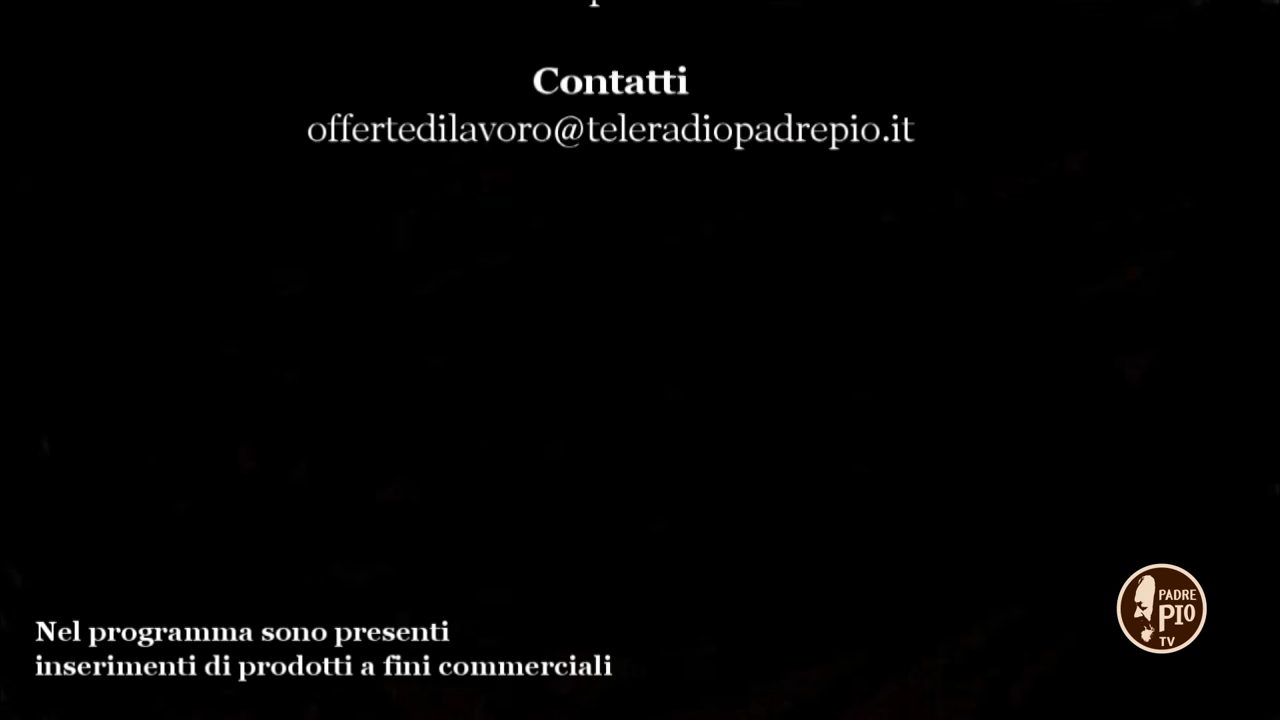 Contatti
offertedilavoro@teleradiopadrepio.it
Nel programma sono presenti
inserimenti di prodotti a fini commerciali
PADRE
PIO
TV